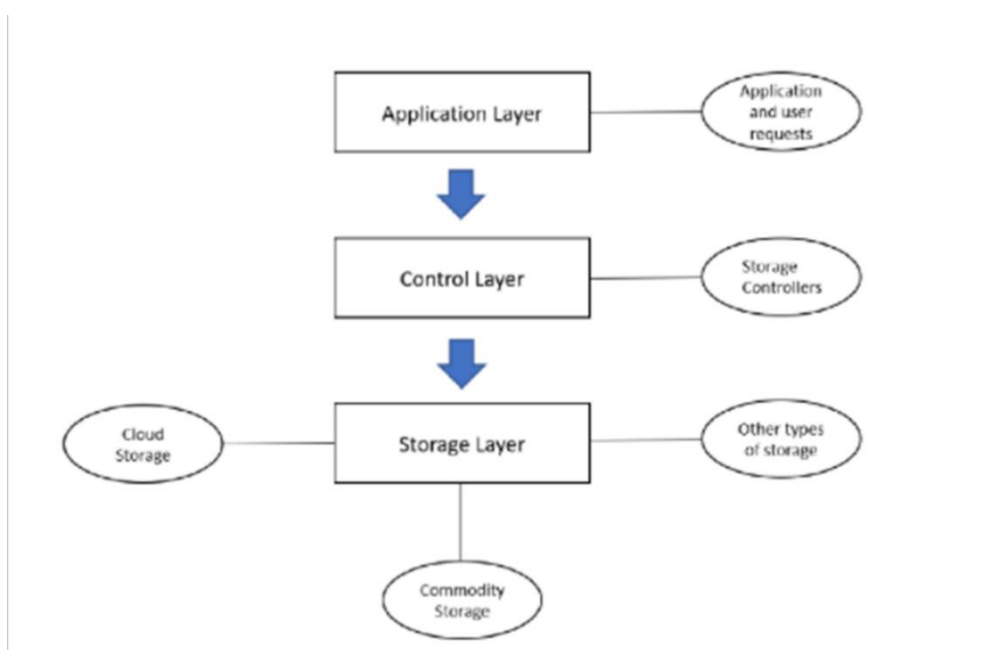 Application Layer
Application
and user
requests
Control Layer
Storage
Controllers
Cloud
Storage
Storage Layer
Other types
of storage
Commodity
Storage